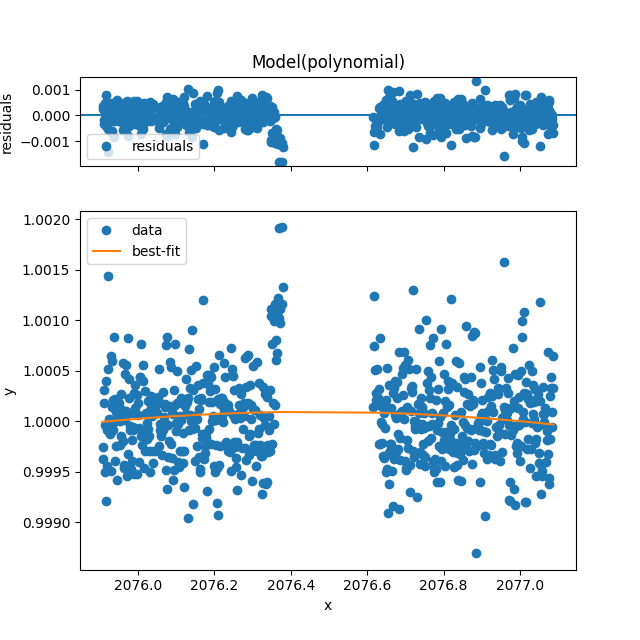 Model(polynomial)
0.001
0.000
−0.001
residuals
residuals
1.0020
1.0015
1.0010
1.0005
1.0000
0.9995
0.9990
y
data
best-fit
2076.0 2076.2 2076.4 2076.6 2076.8 2077.0
x